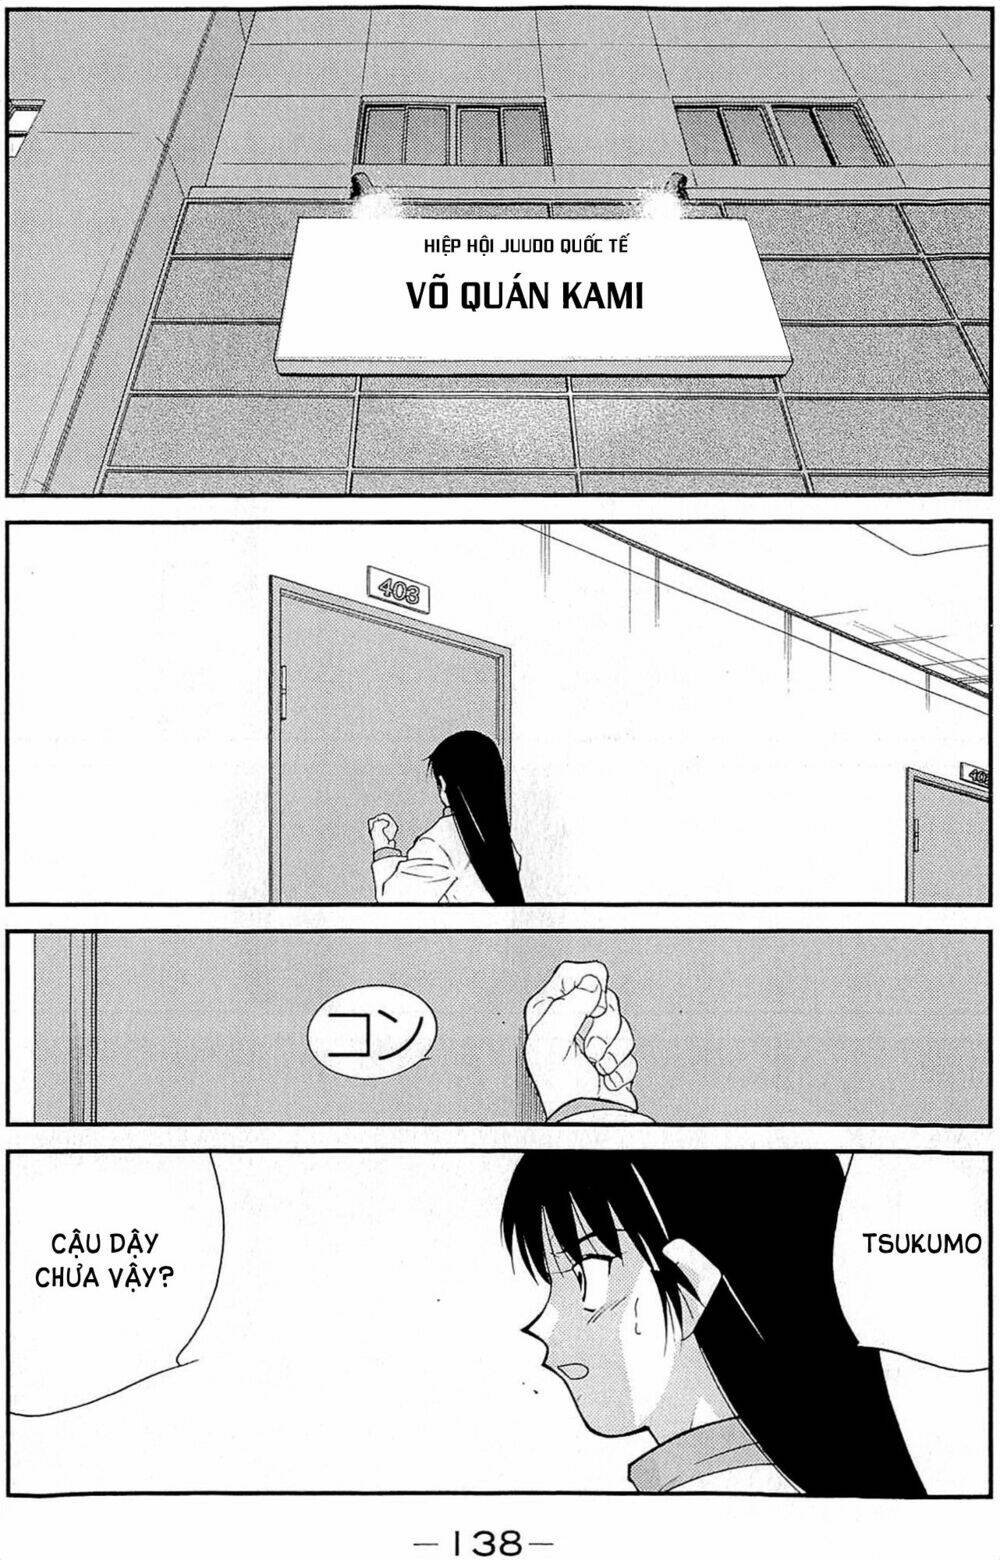 HIỆP HỘI JUUDO QUỐC TẾ
VÕ QUÁN KAMI
403
コン
TSUKUMO
CẬU DẬY
CHƯA VẬY?
—138—